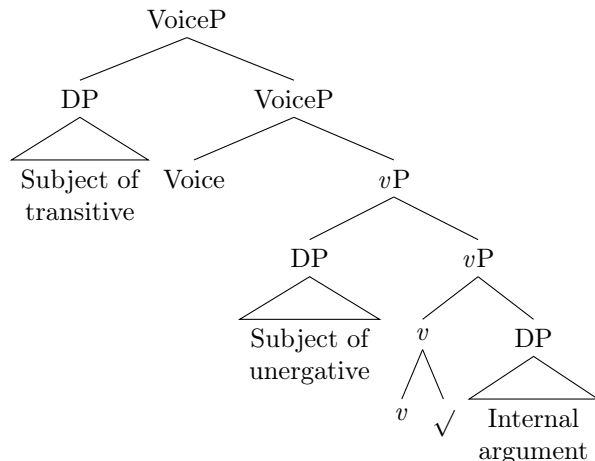 VoiceP
DP VoiceP
Subject of
transitive
Voice vP
DP vP
Subject of
unergative
v DP
v √ Internal
argument